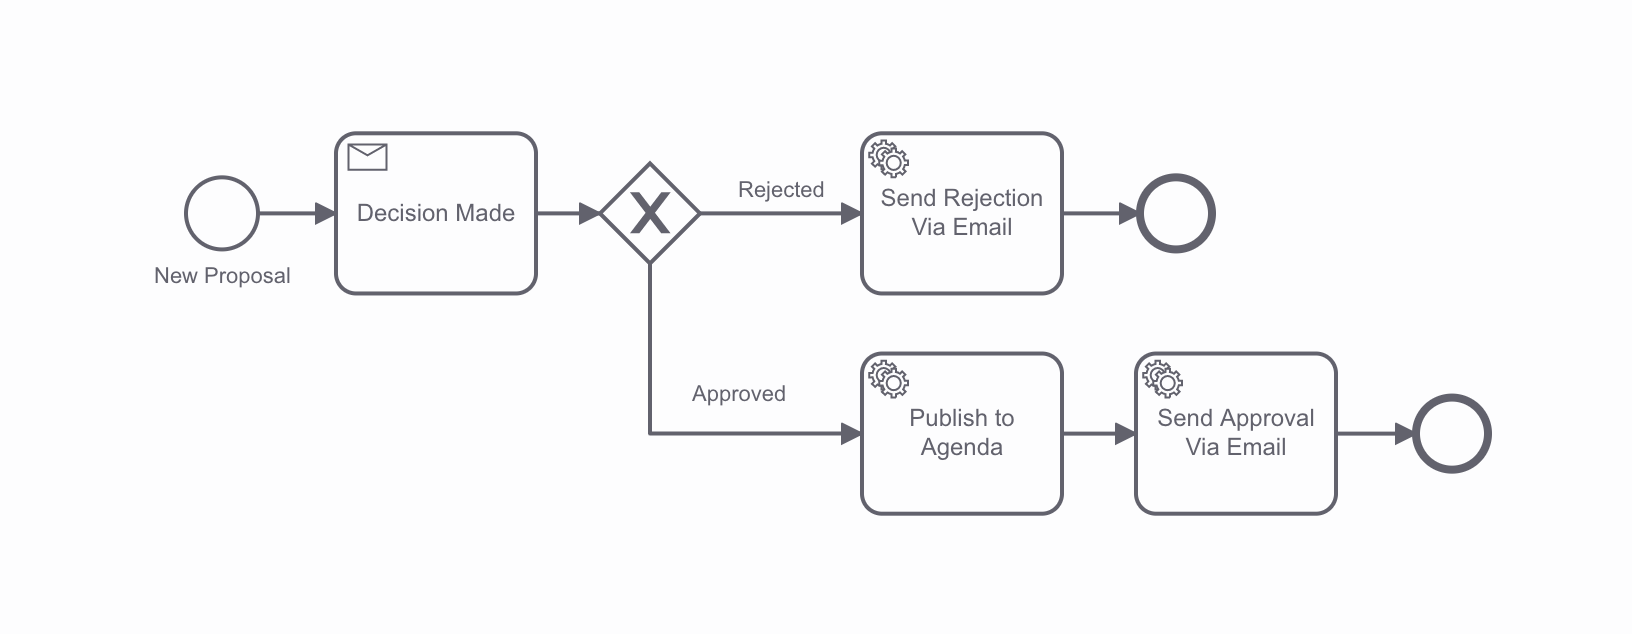 New Proposal
Decision Made
X
Rejected
Send Rejection
Via Email
Approved
Publish to
Agenda
Send Approval
Via Email